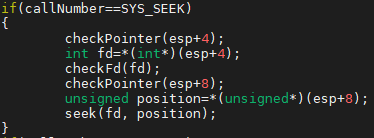 if(callNumber==SYS_SEEK)
{
        checkPointer(esp+4);
        int fd=*(int*)(esp+4);
        checkFd(fd);
        checkPointer(esp+8);
        unsigned position=*(unsigned*)(esp+8);
        seek(fd, position);
}